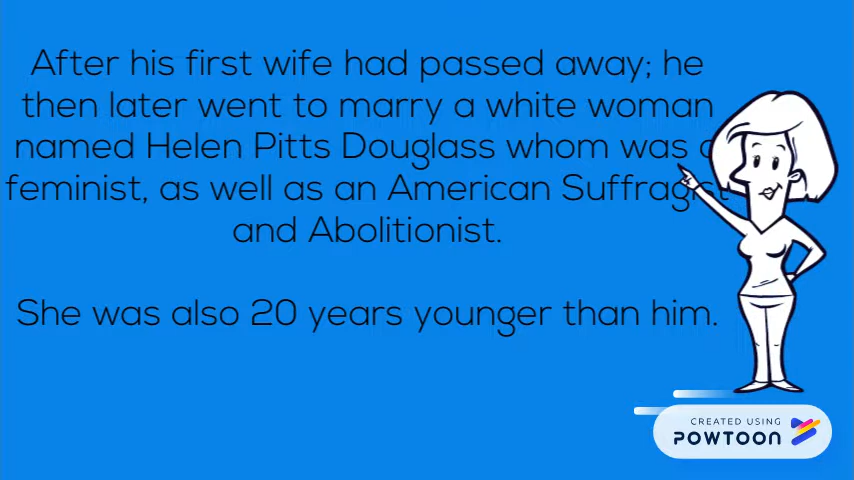 After his first wife had passed away; he
then later went to marry a white woman
named Helen Pitts Douglass whom was a
feminist, as well as an American Suffragist
and Abolitionist.
She was also 20 years younger than him.
CREATED USING
POWTOON